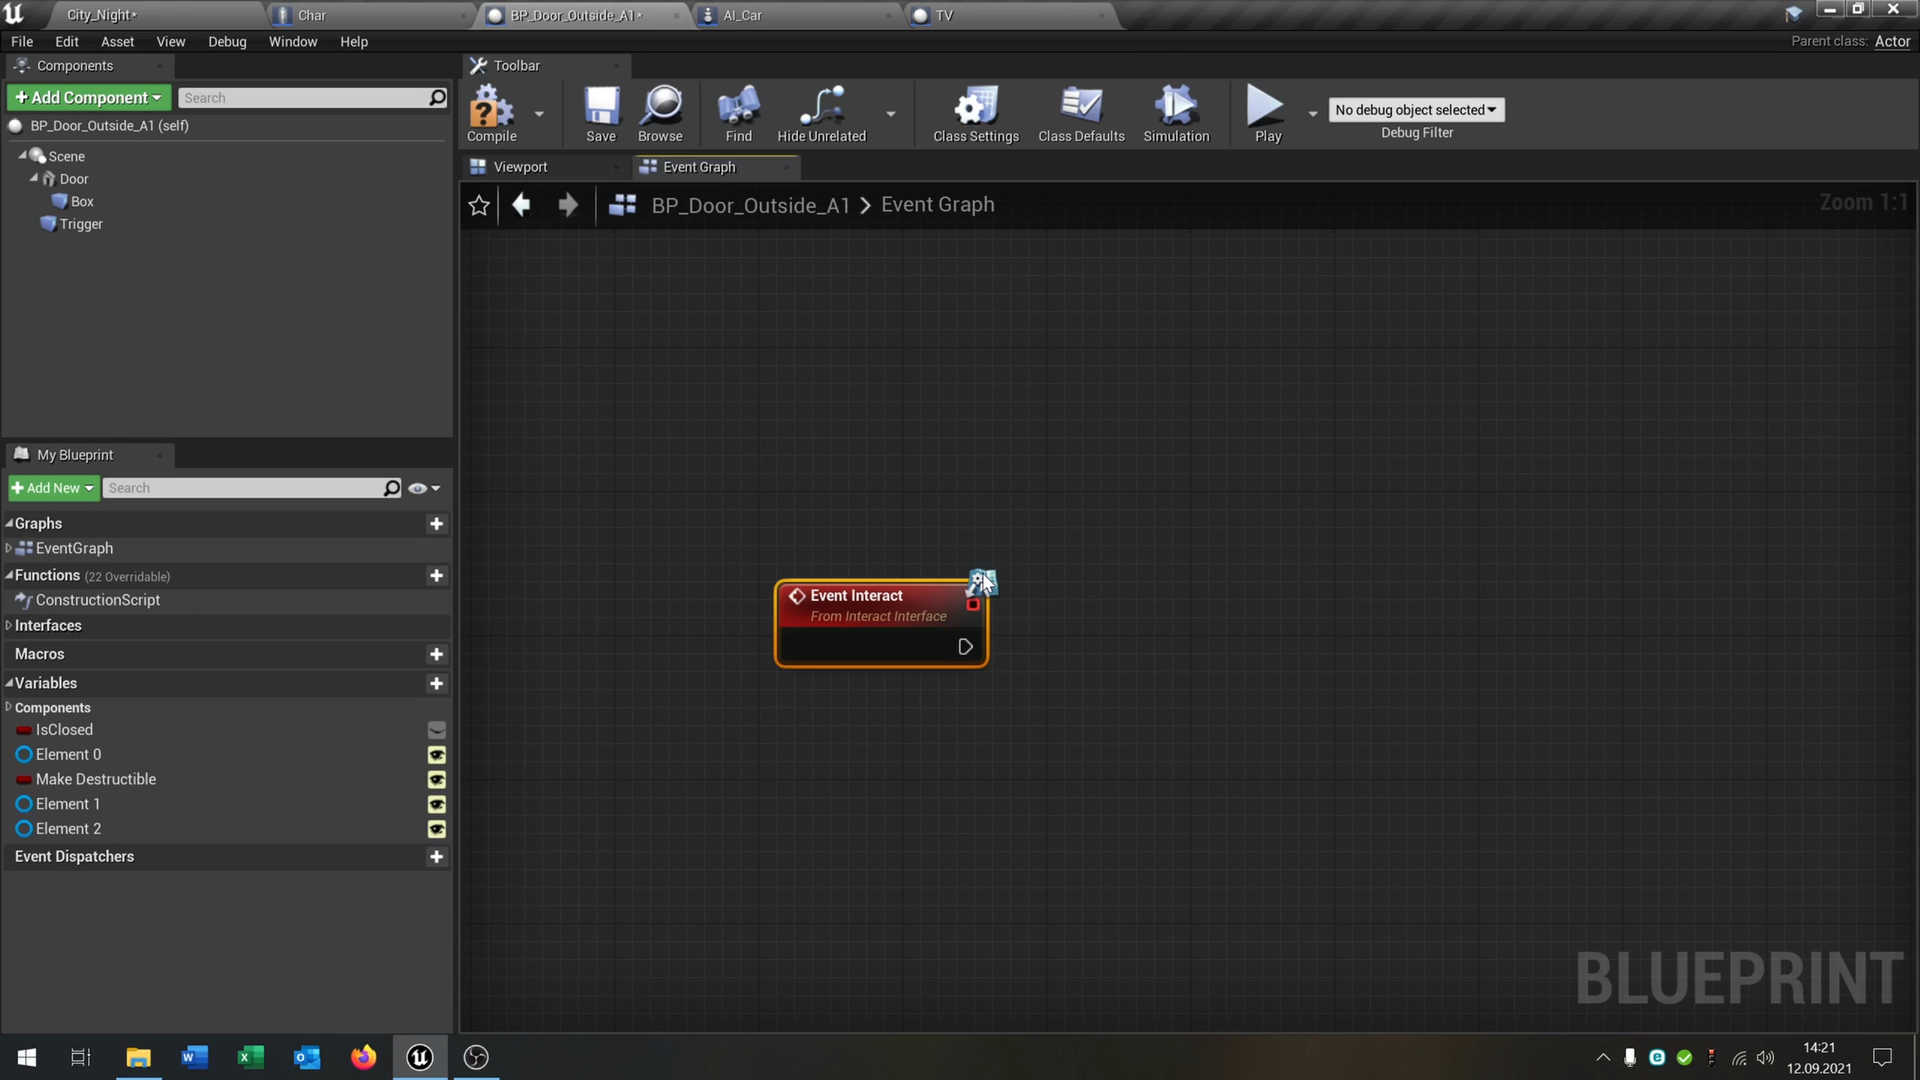 City_Night*
Char
BP_Door_Outside_A1*
AI_Car
TV
File Edit Asset View Debug Window Help
Parent class: Actor
Components
Toolbar
+ Add Component
Search
BP_Door_Outside_A1 (self)
Scene
Door
Box
Trigger
Compile
Save
Browse
Find
Hide Unrelated
Class Settings
Class Defaults
Simulation
Play
No debug object selected
Debug Filter
Viewport
Event Graph
BP_Door_Outside_A1 > Event Graph
Zoom 1:1
Event Interact
From Interact Interface
My Blueprint
+ Add New
Search
Graphs
EventGraph
Functions (22 Overridable)
ConstructionScript
Interfaces
Macros
Variables
Components
IsClosed
Element 0
Make Destructible
Element 1
Element 2
Event Dispatchers
BLUEPRINT
14:21
12.09.2021